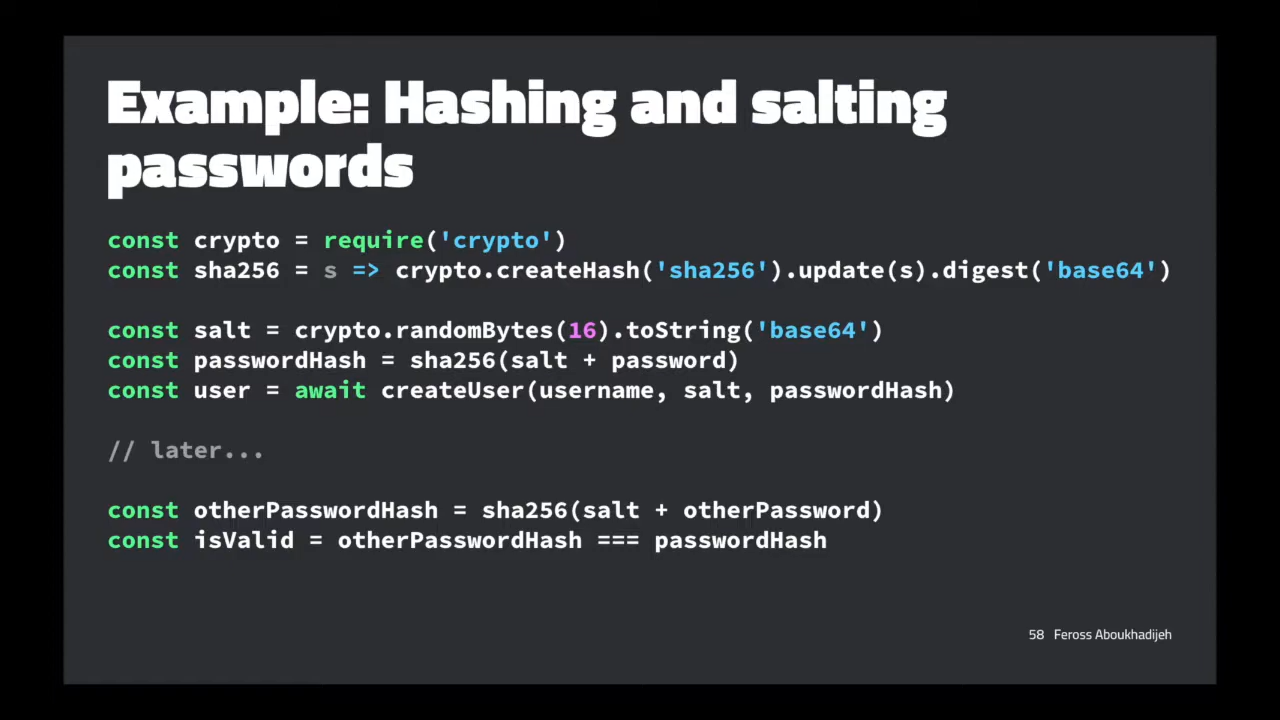 Example: Hashing and salting
passwords
const crypto = require('crypto')
const sha256 = s => crypto.createHash('sha256').update(s).digest('base64')
const salt = crypto.randomBytes(16).toString('base64')
const passwordHash = sha256(salt + password)
const user = await createUser(username, salt, passwordHash)
// later...
const otherPasswordHash = sha256(salt + otherPassword)
const isValid = otherPasswordHash === passwordHash
58 Feross Aboukhadijeh